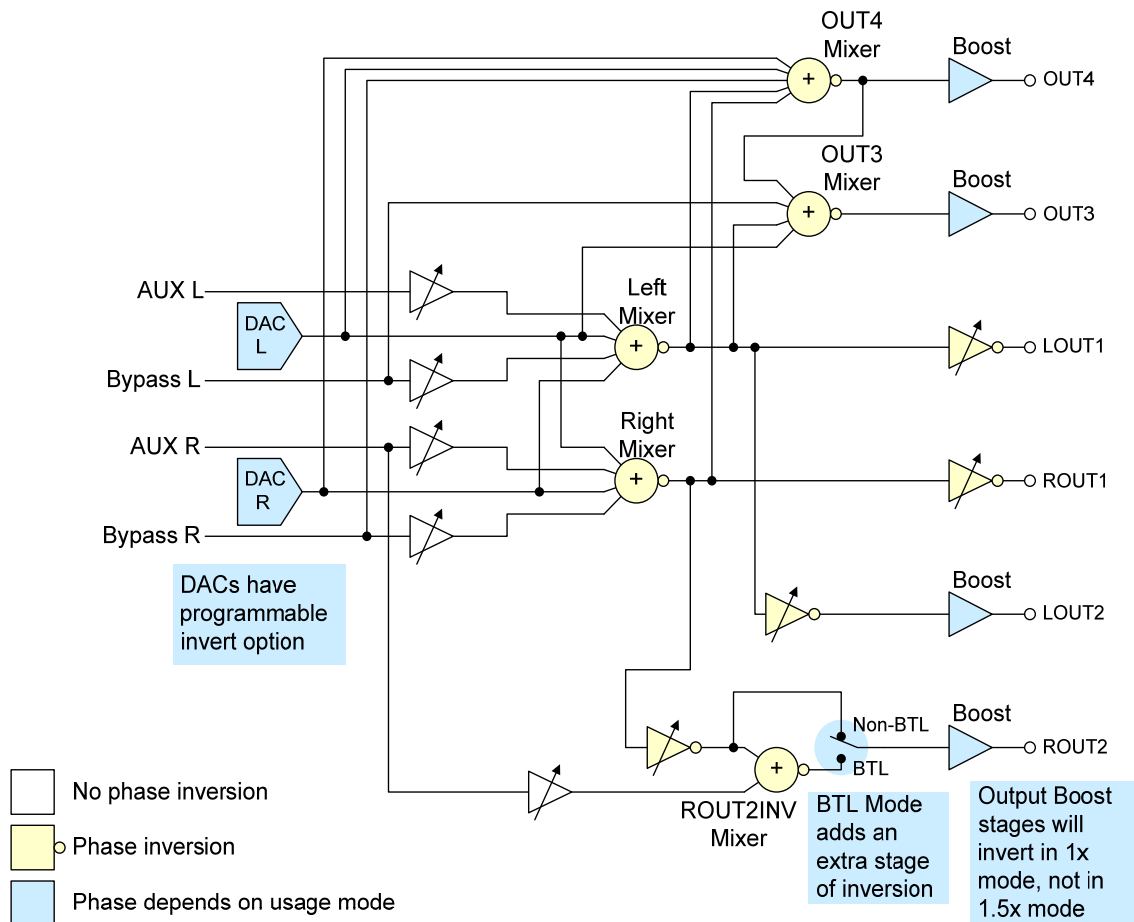 OUT4
Mixer
Boost
OUT4
OUT3
Mixer
Boost
OUT3
AUX L
DAC
L
Bypass L
Left
Mixer
LOUT1
AUX R
DAC
R
Bypass R
Right
Mixer
ROUT1
DACs have
programmable
invert option
Boost
LOUT2
Non-BTL
BTL
Boost
ROUT2
ROUT2INV
Mixer
BTL Mode
adds an
extra stage
of inversion
Output Boost
stages will
invert in 1x
mode, not in
1.5x mode
No phase inversion
Phase inversion
Phase depends on usage mode
+
+
+
+
+